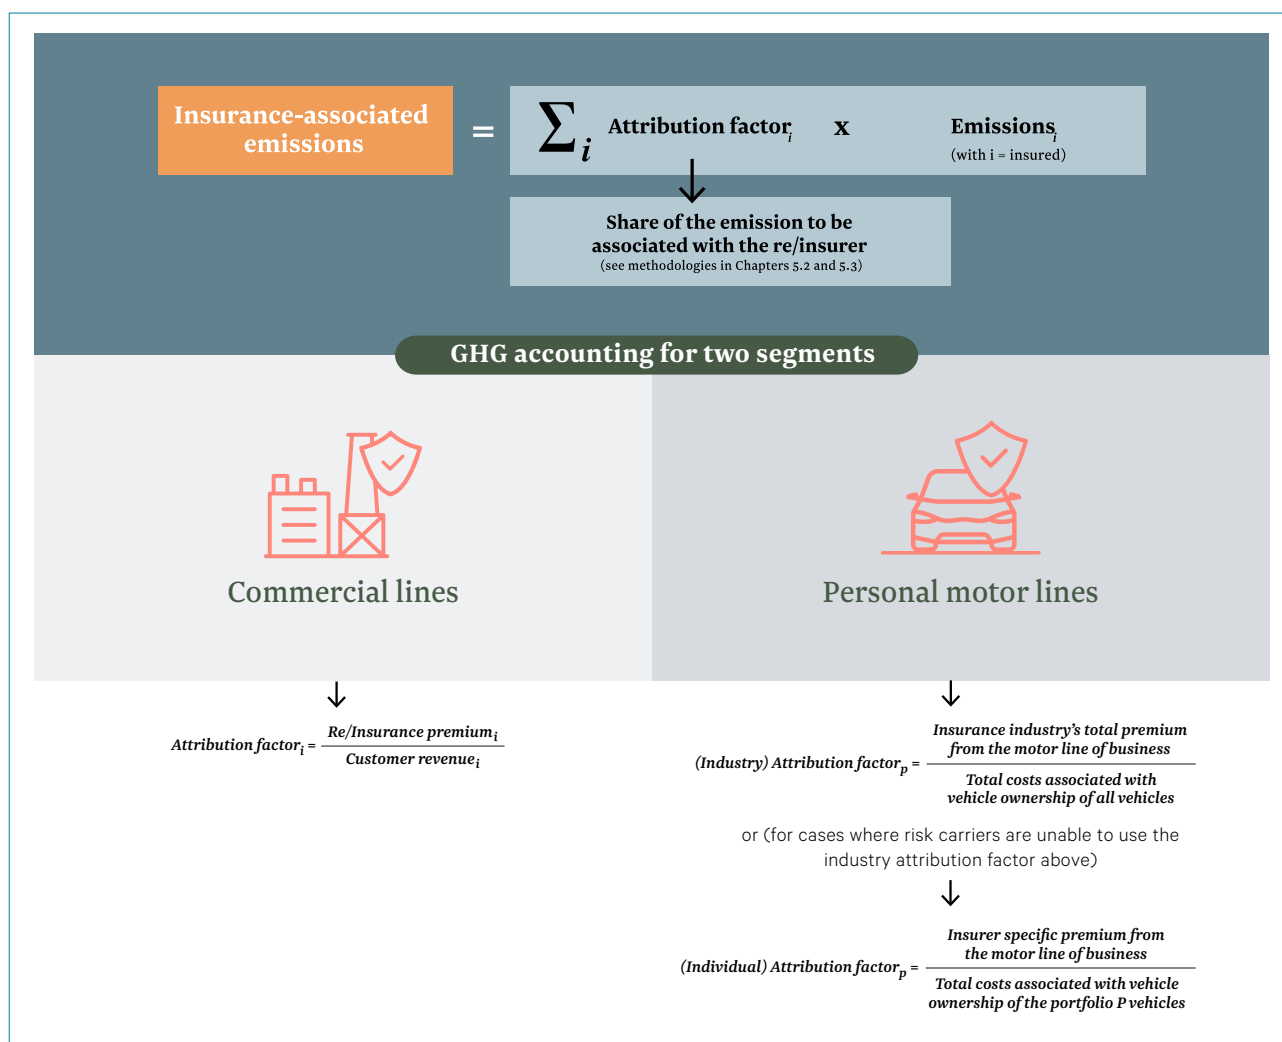 Insurance-associated
emissions
=
∑i Attribution factori x Emissionsi
(with i = insured)
Share of the emission to be
associated with the re/insurer
(see methodologies in Chapters 5.2 and 5.3)
GHG accounting for two segments
Commercial lines
Personal motor lines
Attribution factori =
Re/Insurance premiumi
Customer revenuei
(Industry) Attribution factorp =
Insurance industry’s total premium
from the motor line of business
Total costs associated with
vehicle ownership of all vehicles
or (for cases where risk carriers are unable to use the
industry attribution factor above)
(Individual) Attribution factorp =
Insurer specific premium from
the motor line of business
Total costs associated with vehicle
ownership of the portfolio P vehicles